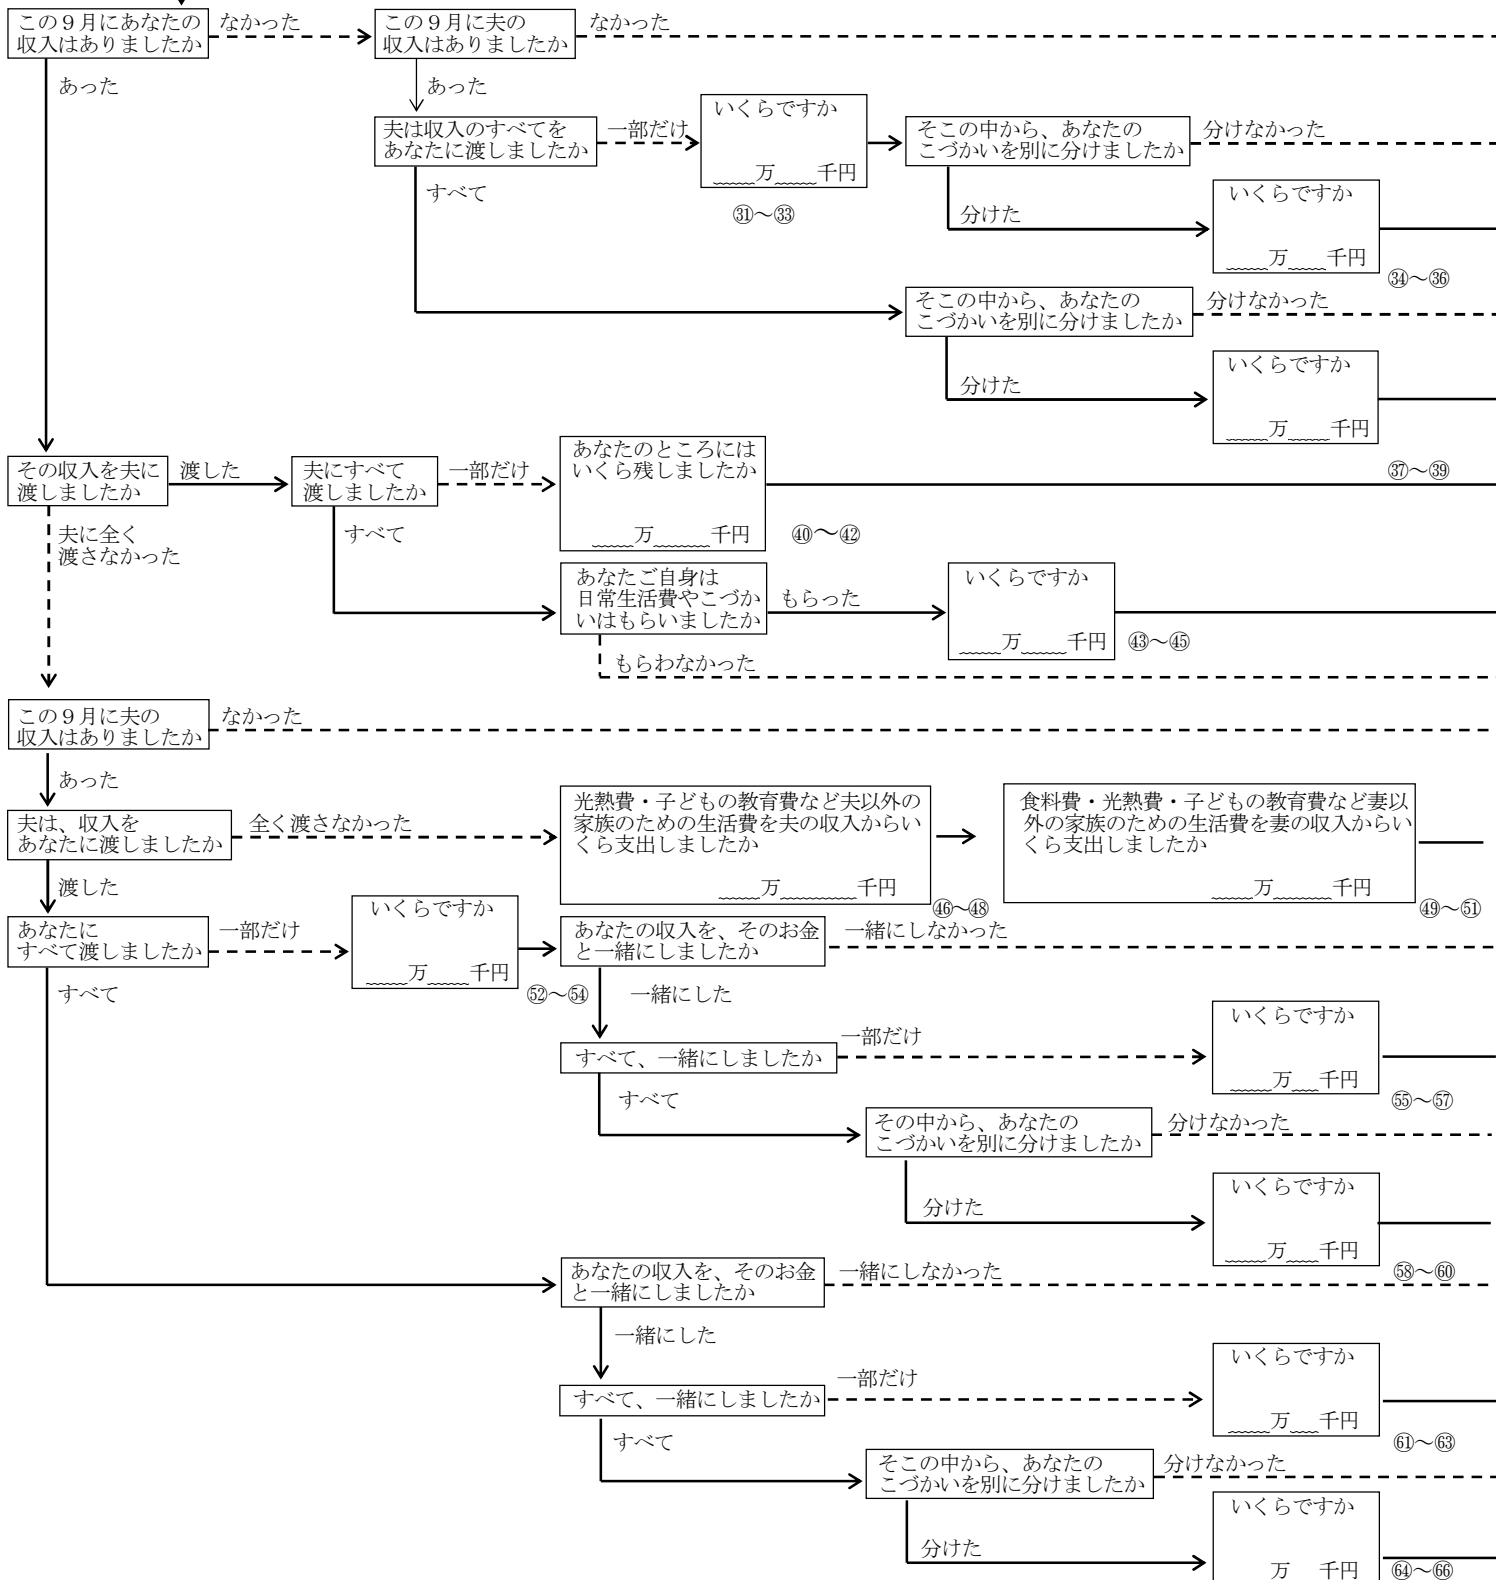 この９月にあなたの
収入はありましたか
なかった
この９月に夫の
収入はありましたか
なかった
あった
あった
夫は収入のすべてを
あなたに渡しましたか
一部だけ
いくらですか
万　千円
㉛～㉝
そこの中から、あなたの
こづかいを別に分けましたか
分けなかった
すべて
分けた
いくらですか
万　千円
㉞～㊱
そこの中から、あなたの
こづかいを別に分けましたか
分けなかった
分けた
いくらですか
万　千円
㊲～㊴
その収入を夫に
渡しましたか
渡した
夫にすべて
渡しましたか
一部だけ
あなたのところには
いくら残しましたか
万　千円
㊵～㊷
夫に全く
渡さなかった
すべて
あなたご自身は
日常生活費やこづか
いはもらいましたか
もらった
いくらですか
万　千円
㊸～㊺
もらわなかった
この９月に夫の
収入はありましたか
なかった
あった
夫は、収入を
あなたに渡しましたか
全く渡さなかった
光熱費・子どもの教育費など夫以外の
家族のための生活費を夫の収入からい
くら支出しましたか
万　千円
㊻～㊽
食料費・光熱費・子どもの教育費など妻以
外の家族のための生活費を妻の収入からい
くら支出しましたか
万　千円
㊾～51
渡した
あなたに
すべて渡しましたか
一部だけ
いくらですか
万　千円
52～54
あなたの収入を、そのお金
と一緒にしましたか
一緒にしなかった
すべて
一緒にした
すべて、一緒にしましたか
一部だけ
いくらですか
万　千円
55～57
すべて
その中から、あなたの
こづかいを別に分けましたか
分けなかった
分けた
いくらですか
万　千円
58～60
あなたの収入を、そのお金
と一緒にしましたか
一緒にしなかった
一緒にした
すべて、一緒にしましたか
一部だけ
いくらですか
万　千円
61～63
すべて
そこの中から、あなたの
こづかいを別に分けましたか
分けなかった
分けた
いくらですか
万　千円
64～66